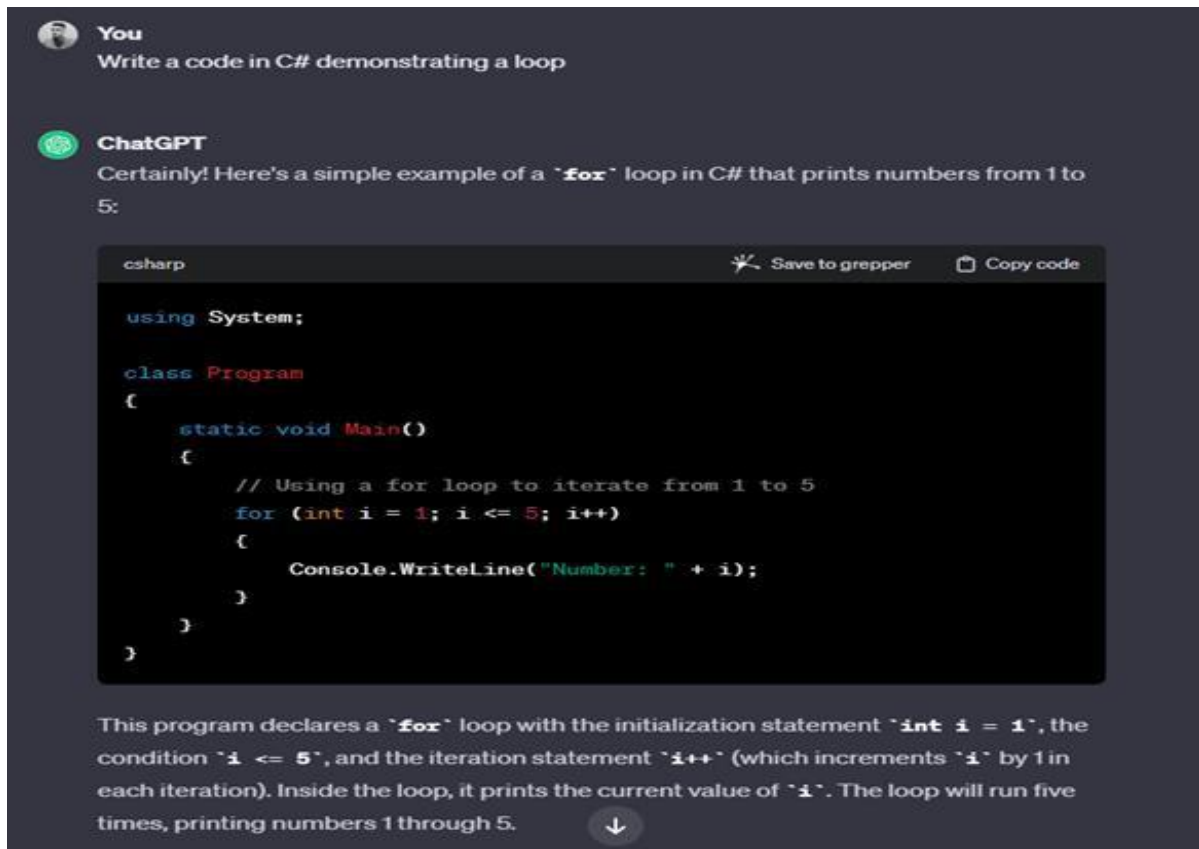 You
Write a code in C# demonstrating a loop
ChatGPT
Certainly! Here's a simple example of a `for` loop in C# that prints numbers from 1 to
5:
csharp Save to grepper Copy code
using System;
class Program
{
    static void Main()
    {
        // Using a for loop to iterate from 1 to 5
        for (int i = 1; i <= 5; i++)
        {
            Console.WriteLine("Number: " + i);
        }
    }
}
This program declares a `for` loop with the initialization statement `int i = 1`, the
condition `i <= 5`, and the iteration statement `i++` (which increments `i` by 1 in
each iteration). Inside the loop, it prints the current value of `i`. The loop will run five
times, printing numbers 1 through 5.